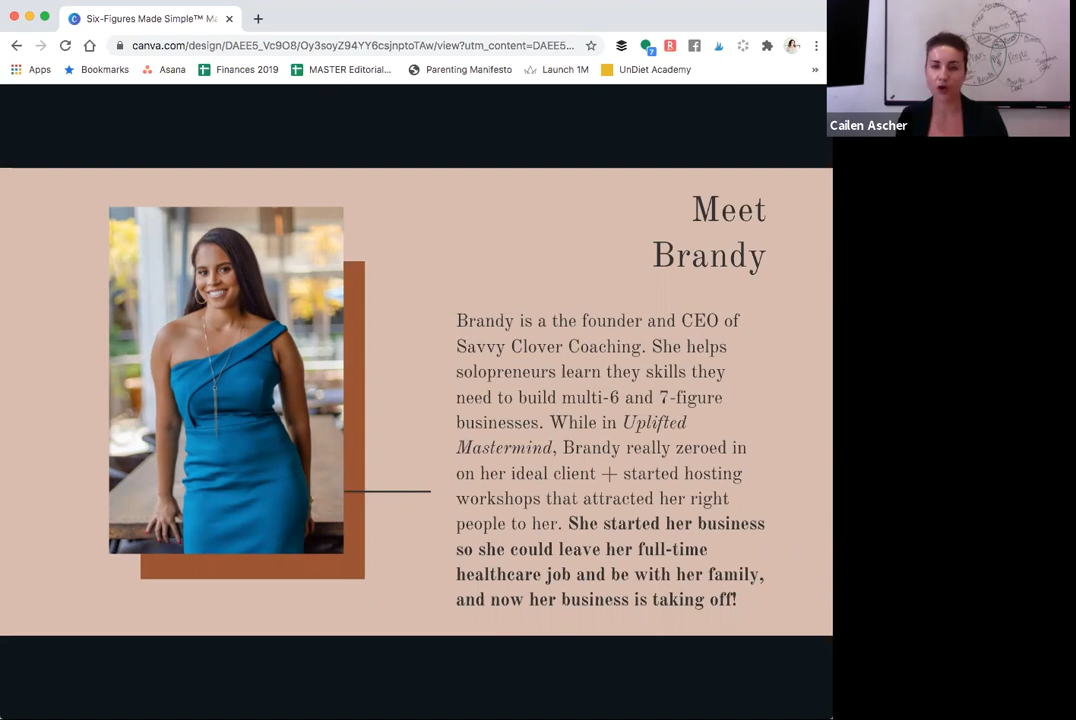 Six-Figures Made Simple™ Ma
canva.com/design/DAEE5_Vc9O8/Oy3soyZ94YY6csjnptoTAw/view?utm_content=DAEE5...
7
R
Apps
Bookmarks
Asana
Finances 2019
MASTER Editorial...
Parenting Manifesto
Launch 1M
UnDiet Academy
»
Cailen Ascher
People
Meet
Brandy
Brandy is a the founder and CEO of
Savvy Clover Coaching. She helps
solopreneurs learn they skills they
need to build multi-6 and 7-figure
businesses. While in Uplifted
Mastermind, Brandy really zeroed in
on her ideal client + started hosting
workshops that attracted her right
people to her. She started her business
so she could leave her full-time
healthcare job and be with her family,
and now her business is taking off!